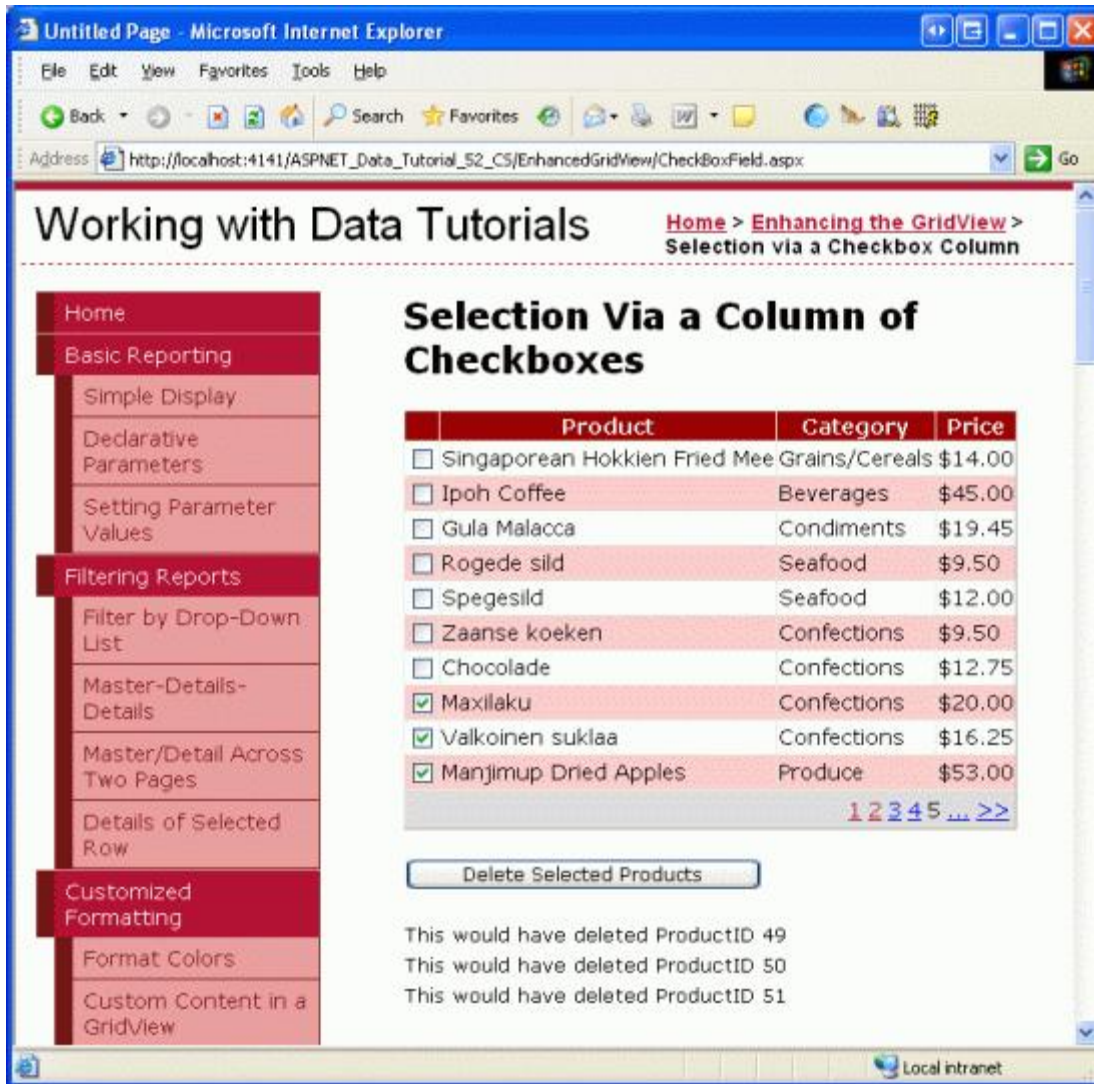 Untitled Page - Microsoft Internet Explorer
File Edit View Favorites Tools Help
Back Search Favorites
Address http://localhost:4141/ASPNET_Data_Tutorial_52_CS/EnhancedGridView/CheckBoxField.aspx Go
Working with Data Tutorials
Home > Enhancing the GridView >
Selection via a Checkbox Column
Home
Basic Reporting
Simple Display
Declarative
Parameters
Setting Parameter
Values
Filtering Reports
Filter by Drop-Down
List
Master-Details-
Details
Master/Detail Across
Two Pages
Details of Selected
Row
Customized
Formatting
Format Colors
Custom Content in a
GridView
Selection Via a Column of
Checkboxes
Product Category Price
Singaporean Hokkien Fried Mee Grains/Cereals $14.00
Ipoh Coffee Beverages $45.00
Gula Malacca Condiments $19.45
Rogede sild Seafood $9.50
Spegesild Seafood $12.00
Zaanse koeken Confections $9.50
Chocolade Confections $12.75
Maxilaku Confections $20.00
Valkoinen suklaa Confections $16.25
Manjimup Dried Apples Produce $53.00
1 2 3 4 5 ... >>
Delete Selected Products
This would have deleted ProductID 49
This would have deleted ProductID 50
This would have deleted ProductID 51
Local intranet